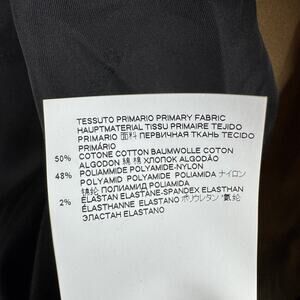 TESSUTO PRIMARIO PRIMARY FABRIC
HAUPTMATERIAL TISSU PRIMAIRE TEJIDO
PRIMARIO 面料 ПЕРВИЧНАЯ ТКАНЬ TECIDO
PRIMÁRIO
50% COTONE COTTON BAUMWOLLE COTON
ALGODON 綿 棉 ХЛОПОК ALGODÃO
48% POLIAMMIDE POLYAMIDE-NYLON
POLYAMID POLYAMIDE POLIAMIDA ナイロン
锦纶 ПОЛИАМИД POLIAMIDA
2% ELASTAN ELASTANE-SPANDEX ELASTHAN
ELASTHANNE ELASTANO ポリウレタン 氨纶
ЭЛАСТАН ELASTANO